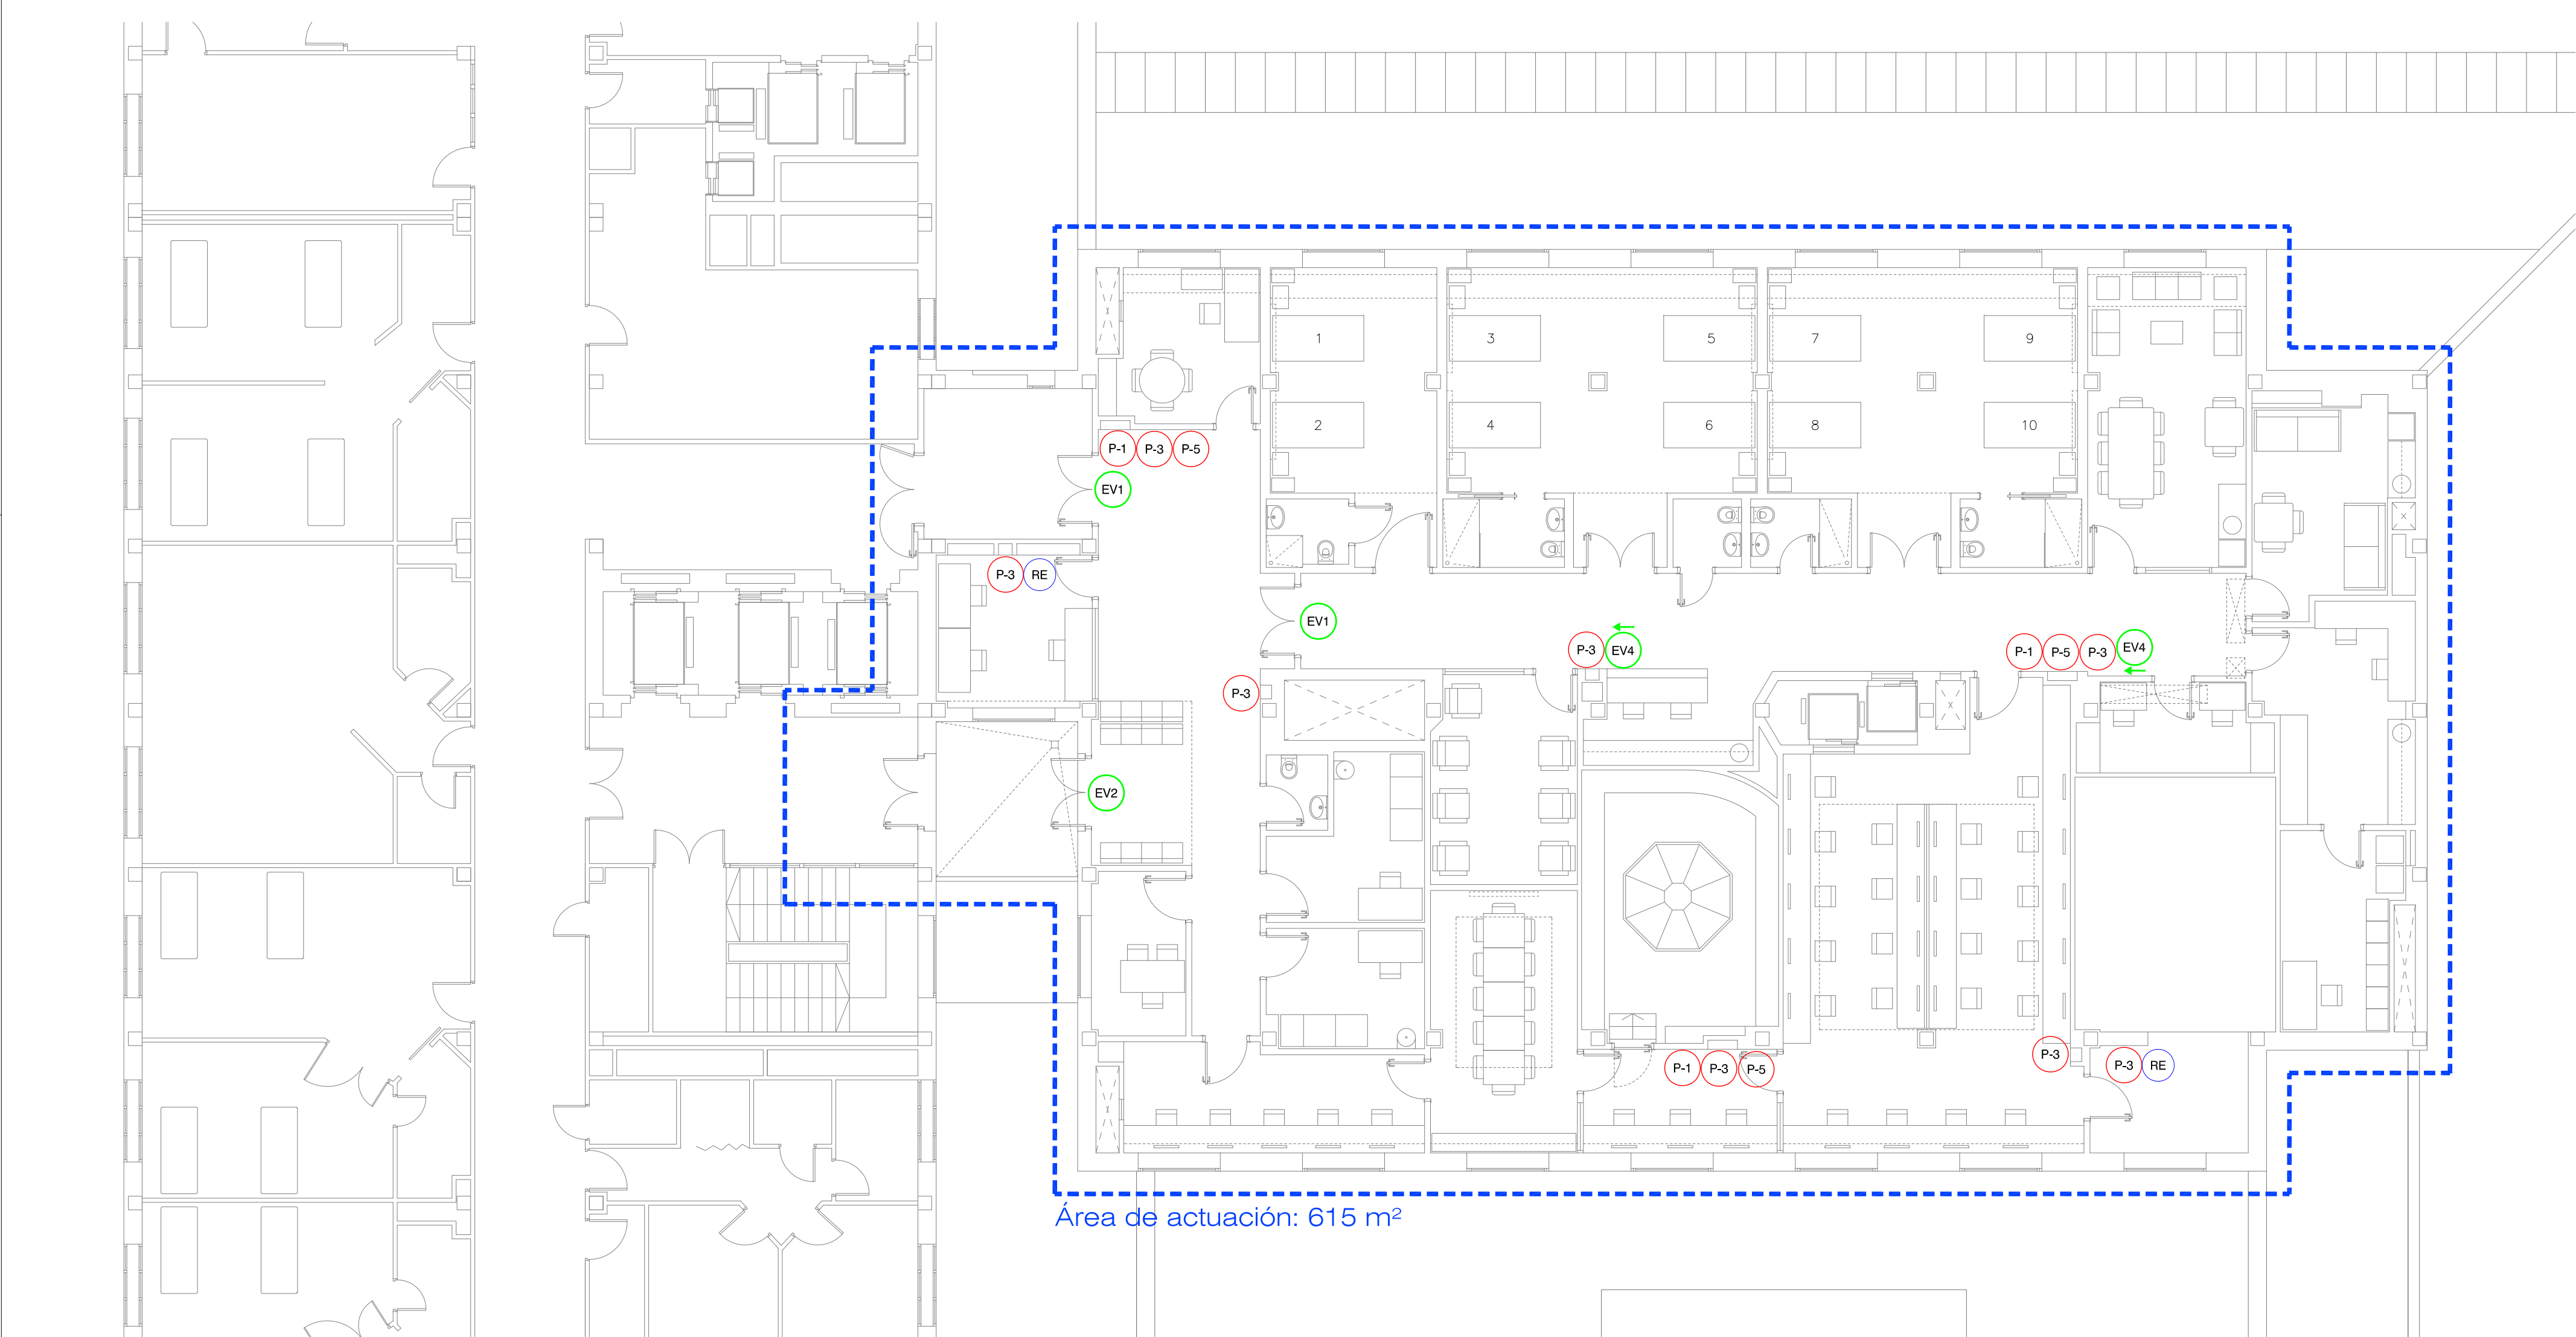 1
3
5
7
9
2
4
6
8
10
P-1 P-3 P-5
EV1
P-3 RE
EV1
P-3 EV4
P-1 P-5 P-3 EV4
P-3
EV2
P-1 P-3 P-5
P-3
P-3 RE
Área de actuación: 615 m²